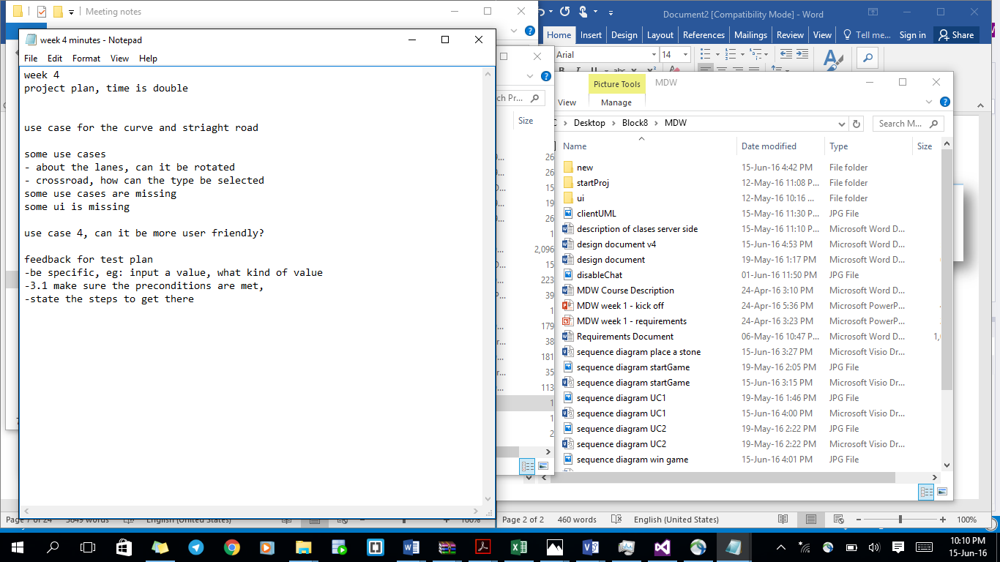 Meeting notes
Document2 [Compatibility Mode] - Word
week 4 minutes - Notepad
Home Insert Design Layout References Mailings Review View Tell me... Sign in Share
File Edit Format View Help
Arial 14
week 4
project plan, time is double
use case for the curve and striaght road
some use cases
- about the lanes, can it be rotated
- crossroad, how can the type be selected
some use cases are missing
some ui is missing
use case 4, can it be more user friendly?
feedback for test plan
-be specific, eg: input a value, what kind of value
-3.1 make sure the preconditions are met,
-state the steps to get there
ch Pr...
Size
26
26
15
19
26
1
2,096
15
223
39
1
179
38
181
35
113
1
1
2
Picture Tools MDW
View Manage
Desktop Block8 MDW Search M...
Name Date modified Type Size
new 15-Jun-16 4:42 PM File folder
startProj 12-May-16 11:08 P... File folder
ui 12-May-16 10:16 ... File folder
clientUML 15-May-16 11:30 P... JPG File
description of clases server side 15-May-16 11:10 P... Microsoft Word D...
design document v4 15-Jun-16 4:53 PM Microsoft Word D...
design document 19-May-16 1:17 PM Microsoft Word D...
disableChat 01-Jun-16 11:50 PM JPG File
MDW Course Description 24-Apr-16 3:10 PM Microsoft Word D...
MDW week 1 - kick off 24-Apr-16 5:36 PM Microsoft PowerP...
MDW week 1 - requirements 24-Apr-16 3:23 PM Microsoft PowerP...
Requirements Document 06-May-16 10:47 P... Microsoft Word D...
sequence diagram place a stone 15-Jun-16 3:27 PM Microsoft Visio Dr...
sequence diagram startGame 19-May-16 2:05 PM JPG File
sequence diagram startGame 15-Jun-16 3:15 PM Microsoft Visio Dr...
sequence diagram UC1 19-May-16 1:46 PM JPG File
sequence diagram UC1 15-Jun-16 4:00 PM Microsoft Visio Dr...
sequence diagram UC2 19-May-16 2:22 PM JPG File
sequence diagram UC2 19-May-16 2:22 PM Microsoft Visio Dr...
sequence diagram win game 15-Jun-16 4:01 PM JPG File
Page 7 of 24 5849 words English (United States) 100%
Page 2 of 2 460 words English (United States) 100%
10:10 PM
15-Jun-16